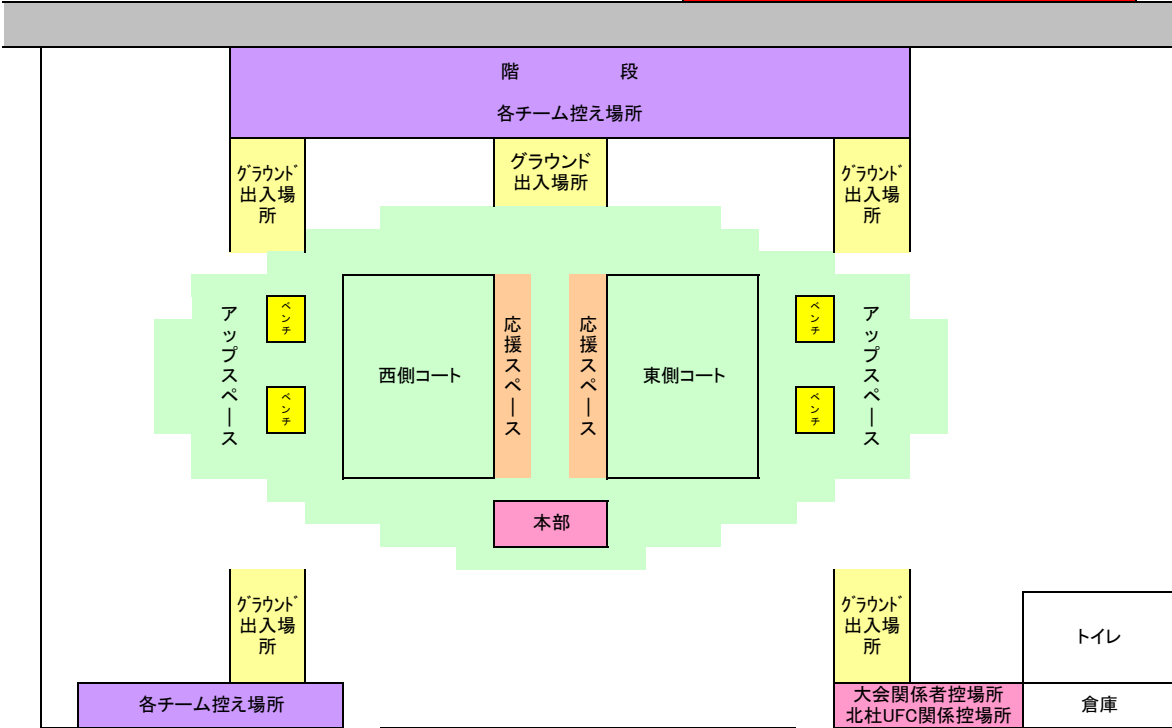 階　　　段
各チーム控え場所
グラウンド
出入場
所
グラウンド
出入場所
グラウンド
出入場
所
アップスペース
ベンチ
ベンチ
西側コート
応援スペース
応援スペース
東側コート
ベンチ
ベンチ
アップスペース
本部
グラウンド
出入場
所
グラウンド
出入場
所
トイレ
各チーム控え場所
大会関係者控場所
北杜UFC関係控場所
倉庫